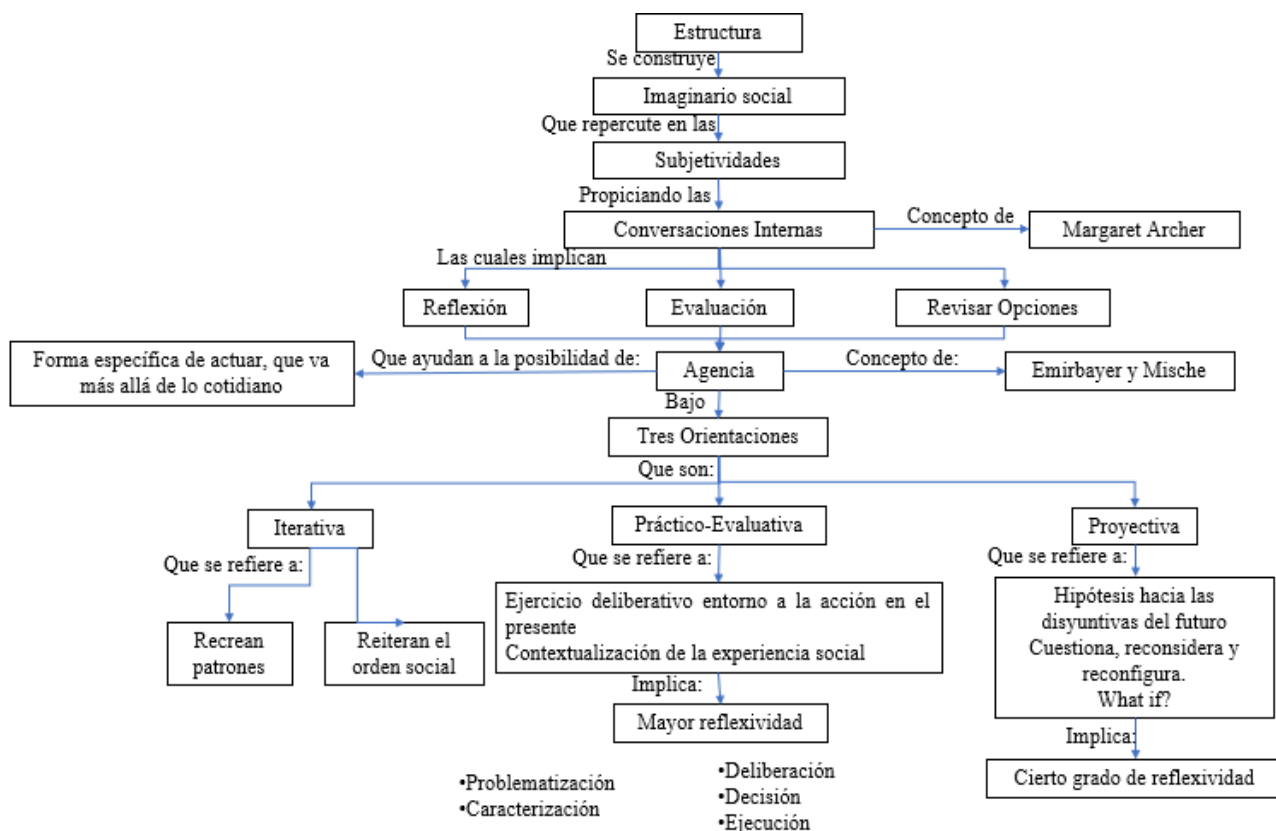 Estructura
Se construye
Imaginario social
Que repercute en las
Subjetividades
Propiciando las
Conversaciones Internas
Concepto de
Margaret Archer
Las cuales implican
Reflexión
Evaluación
Revisar Opciones
Forma específica de actuar, que va
más allá de lo cotidiano
Que ayudan a la posibilidad de:
Agencia
Concepto de:
Emirbayer y Mische
Bajo
Tres Orientaciones
Que son:
Iterativa
Práctico-Evaluativa
Proyectiva
Que se refiere a:
Que se refiere a:
Que se refiere a:
Recrean
patrones
Reiteran el
orden social
Ejercicio deliberativo entorno a la acción en el
presente
Contextualización de la experiencia social
Hipótesis hacia las
disyuntivas del futuro
Cuestiona, reconsidera y
reconfigura.
What if?
Implica:
Mayor reflexividad
Implica:
Cierto grado de reflexividad
•Problematización
•Caracterización
•Deliberación
•Decisión
•Ejecución